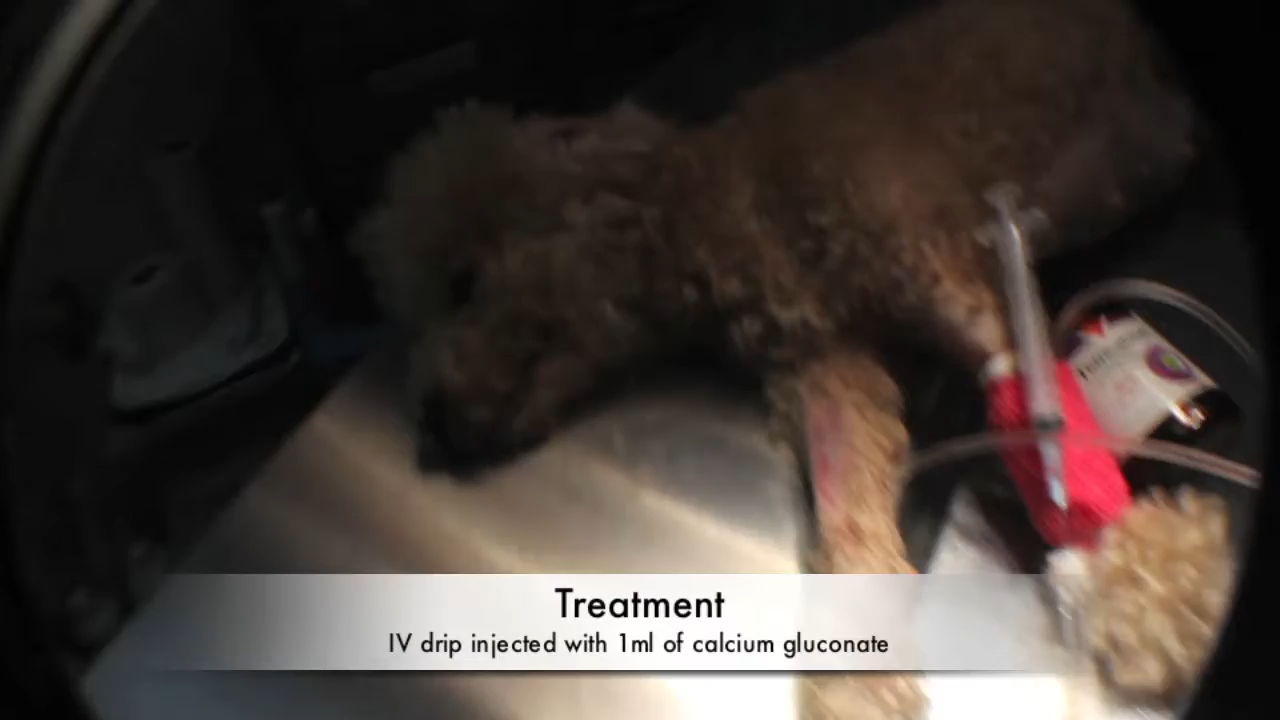 Treatment
IV drip injected with 1ml of calcium gluconate